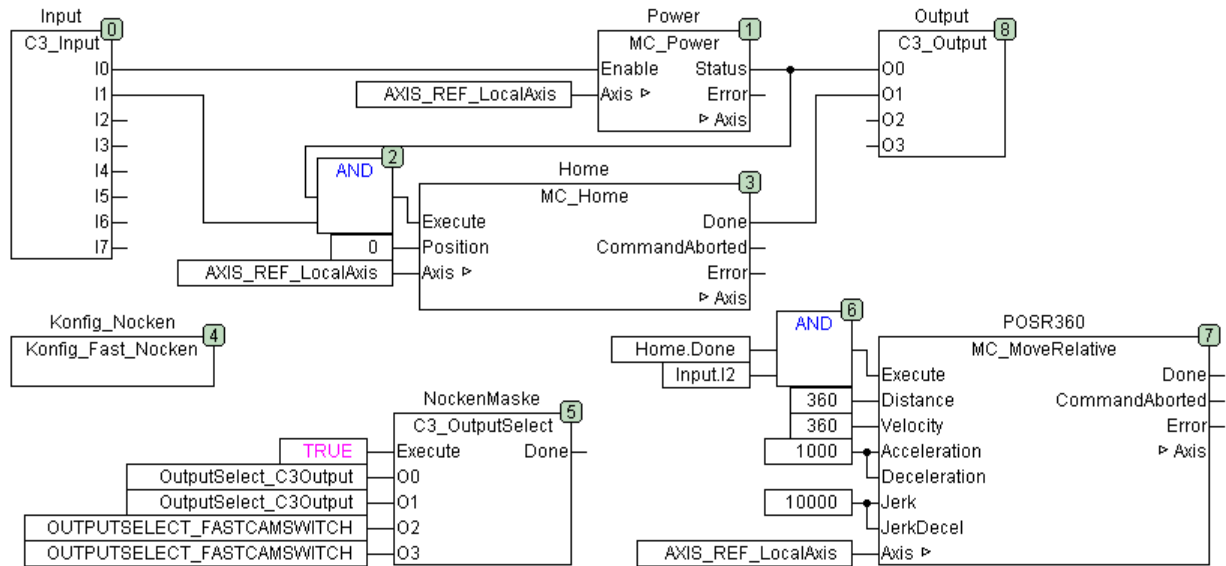 Input
0
C3_Input
I0
I1
I2
I3
I4
I5
I6
I7
Power
1
MC_Power
Enable Status
AXIS_REF_LocalAxis Axis Error
Axis
Output
8
C3_Output
O0
O1
O2
O3
2
AND
Home
3
MC_Home
Execute Done
0 Position CommandAborted
AXIS_REF_LocalAxis Axis Error
Axis
Konfig_Nocken
4
Konfig_Fast_Nocken
NockenMaske
5
C3_OutputSelect
TRUE Execute Done
OutputSelect_C3Output O0
OutputSelect_C3Output O1
OUTPUTSELECT_FASTCAMSWITCH O2
OUTPUTSELECT_FASTCAMSWITCH O3
6
AND
Home.Done
Input.I2
POSR360
7
MC_MoveRelative
Execute Done
360 Distance CommandAborted
360 Velocity Error
1000 Acceleration Axis
Deceleration
10000 Jerk
JerkDecel
AXIS_REF_LocalAxis Axis